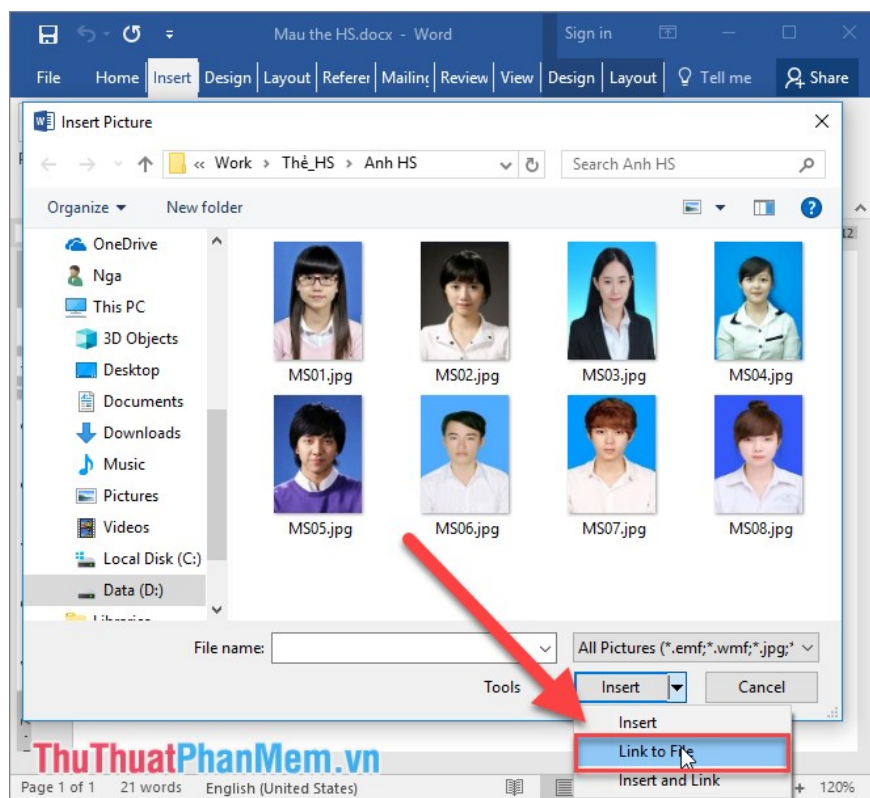 Mau the HS.docx - Word
Sign in
File Home Insert Design Layout Referer Mailing Review View Design Layout Tell me Share
Insert Picture
« Work > Thẻ_HS > Anh HS
Search Anh HS
Organize
New folder
12
OneDrive
Nga
This PC
3D Objects
Desktop
Documents
Downloads
Music
Pictures
Videos
Local Disk (C:)
Data (D:)
MS01.jpg
MS02.jpg
MS03.jpg
MS04.jpg
MS05.jpg
MS06.jpg
MS07.jpg
MS08.jpg
File name:
All Pictures (*.emf;*.wmf;*.jpg;*
Tools
Insert
Cancel
Insert
Link to File
Insert and Link
ThuThuatPhanMem.vn
Page 1 of 1 21 words English (United States)
+ 120%